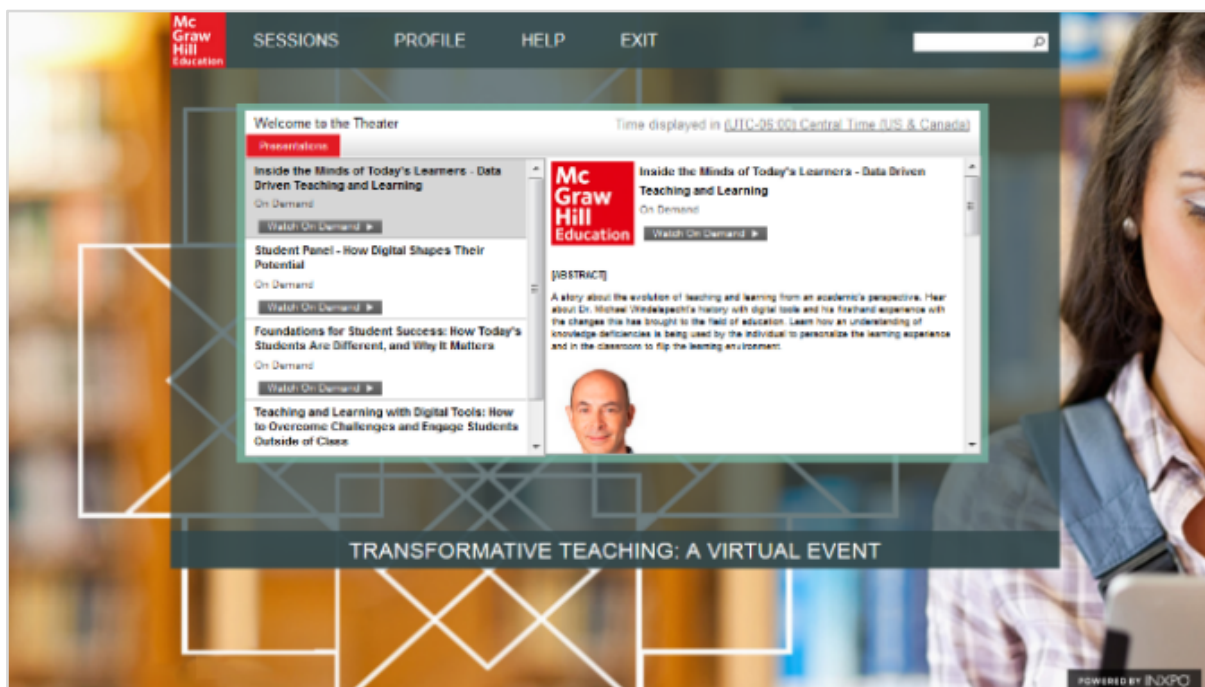 Mc
Graw
Hill
Education
SESSIONS PROFILE HELP EXIT
Welcome to the Theater
Time displayed in (UTC-06:00) Central Time (US & Canada)
Presentations
Inside the Minds of Today's Learners - Data
Driven Teaching and Learning
On Demand
Watch On Demand
Student Panel - How Digital Shapes Their
Potential
On Demand
Watch On Demand
Foundations for Student Success: How Today's
Students Are Different, and Why It Matters
On Demand
Watch On Demand
Teaching and Learning with Digital Tools: How
to Overcome Challenges and Engage Students
Outside of Class
Mc
Graw
Hill
Education
Inside the Minds of Today's Learners - Data Driven
Teaching and Learning
On Demand
Watch On Demand
[ABSTRACT]
A story about the evolution of teaching and learning from an academic's perspective. Hear
about Dr. Michael Windelspecht's history with digital tools and his firsthand experience with
the changes this has brought to the field of education. Learn how an understanding of
knowledge deficiencies is being used by the individual to personalize the learning experience
and in the classroom to flip the learning environment.
TRANSFORMATIVE TEACHING: A VIRTUAL EVENT
POWERED BY INXPO